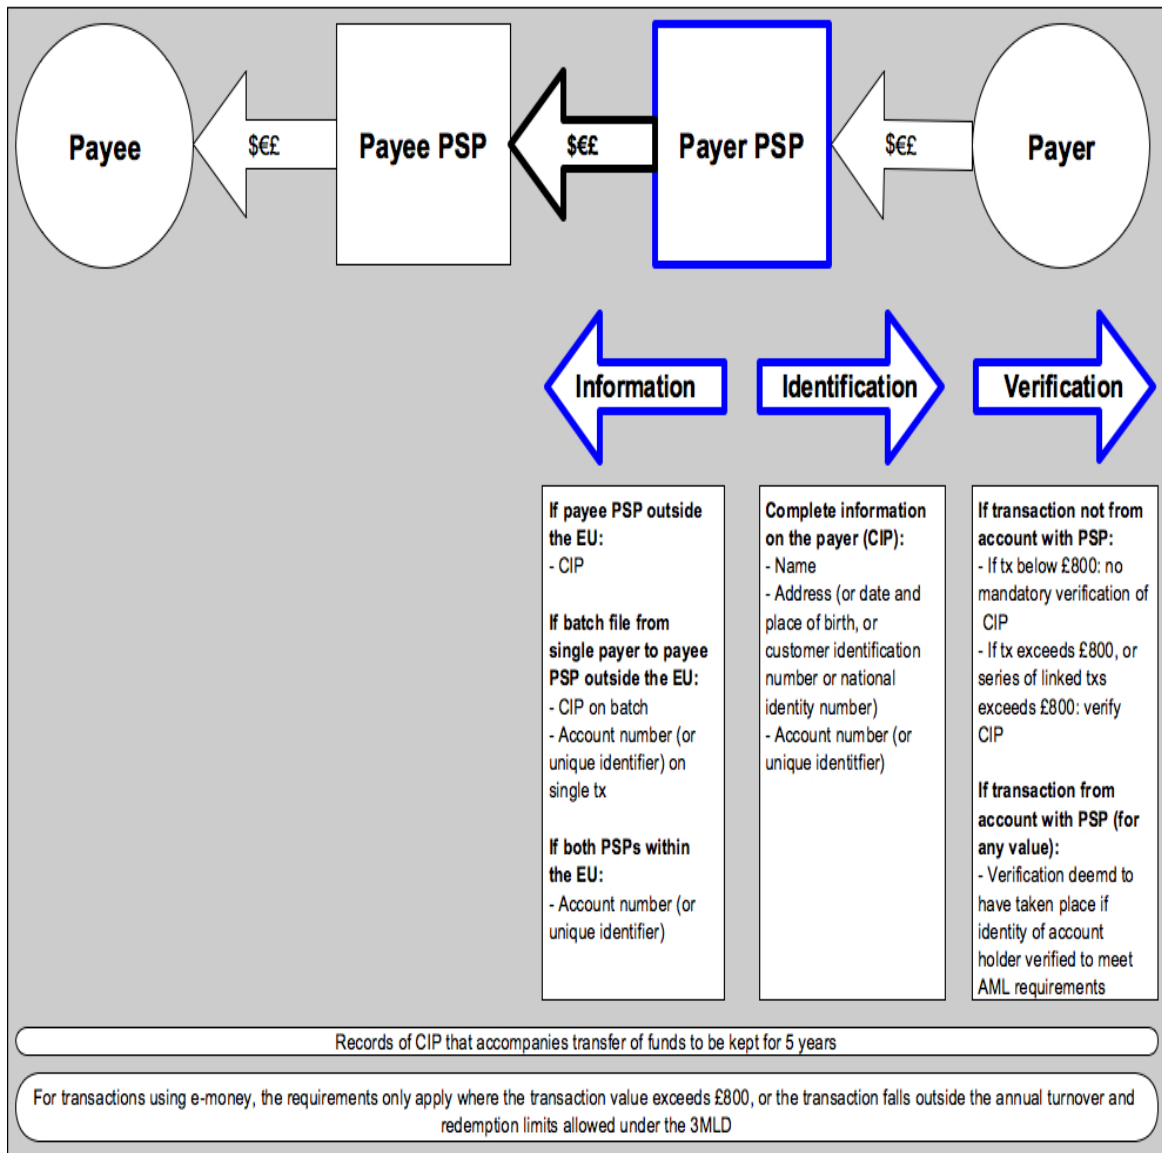 Payee
$€£
Payee PSP
$€£
Payer PSP
$€£
Payer
Information
Identification
Verification
If payee PSP outside
the EU:
- CIP
If batch file from
single payer to payee
PSP outside the EU:
- CIP on batch
- Account number (or
unique identifier) on
single tx
If both PSPs within
the EU:
- Account number (or
unique identifier)
Complete information
on the payer (CIP):
- Name
- Address (or date and
place of birth, or
customer identification
number or national
identity number)
- Account number (or
unique identitfier)
If transaction not from
account with PSP:
- If tx below £800: no
mandatory verification of
CIP
- If tx exceeds £800, or
series of linked txs
exceeds £800: verify
CIP
If transaction from
account with PSP (for
any value):
- Verification deemd to
have taken place if
identity of account
holder verified to meet
AML requirements
Records of CIP that accompanies transfer of funds to be kept for 5 years
For transactions using e-money, the requirements only apply where the transaction value exceeds £800, or the transaction falls outside the annual turnover and
redemption limits allowed under the 3MLD